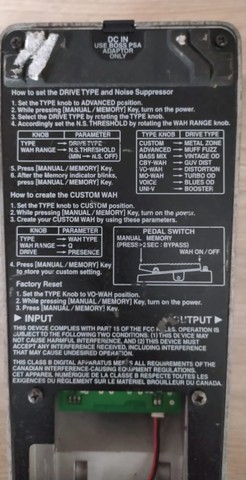 DC IN
USE BOSS PSA
ADAPTOR
ONLY
How to set the DRIVE TYPE and Noise Suppressor
1. Set the TYPE knob to ADVANCED position.
2. While pressing [MANUAL / MEMORY] Key, turn on the power.
3. Select the DRIVE TYPE by rotating the TYPE knob.
4. Accordingly set the N.S. THRESHOLD by rotating the WAH RANGE knob.
KNOB PARAMETER
TYPE DRIVE TYPE
WAH RANGE N.S.THRESHOLD
(MIN ↔ N.S. OFF)
TYPE KNOB DRIVE TYPE
CUSTOM METAL ZONE
ADVANCED MUFF FUZZ
BASS MIX VINTAGE OD
CBY-WAH GUV DIST
VO-WAH DISTORTION
MO-WAH TURBO OD
VOICE BLUES OD
UNI-V BOOSTER
5. Press [MANUAL / MEMORY] Key.
6. After the Memory indicator blinks,
press [MANUAL / MEMORY] Key.
How to create the CUSTOM WAH
1. Set the TYPE knob to CUSTOM position.
2. While pressing [MANUAL / MEMORY] Key, turn on the power.
3. Create your CUSTOM WAH by using these parameters.
KNOB PARAMETER
TYPE WAH TYPE
WAH RANGE Q
DRIVE PRESENCE
4. Press [MANUAL / MEMORY] Key
to store your custom setting.
PEDAL SWITCH
MANUAL / MEMORY
(PRESS>2SEC : BYPASS)
WAH ON / OFF
Factory Reset
1. Set the TYPE Knob to VO-WAH position.
2. While pressing [MANUAL / MEMORY] Key, turn on the power.
3. Press [MANUAL / MEMORY] Key.
INPUT
OUTPUT
THIS DEVICE COMPLIES WITH PART 15 OF THE FCC RULES. OPERATION IS
SUBJECT TO THE FOLLOWING TWO CONDITIONS: (1)THIS DEVICE MAY
NOT CAUSE HARMFUL INTERFERENCE, AND (2)THIS DEVICE MUST
ACCEPT ANY INTERFERENCE RECEIVED, INCLUDING INTERFERENCE
THAT MAY CAUSE UNDESIRED OPERATION.
THIS CLASS B DIGITAL APPARATUS MEETS ALL REQUIREMENTS OF THE
CANADIAN INTERFERENCE-CAUSING EQUIPMENT REGULATIONS.
CET APPAREIL NUMÉRIQUE DE LA CLASSE B RESPECTE TOUTES LES
EXIGENCES DU RÈGLEMENT SUR LE MATÉRIEL BROUILLEUR DU CANADA.